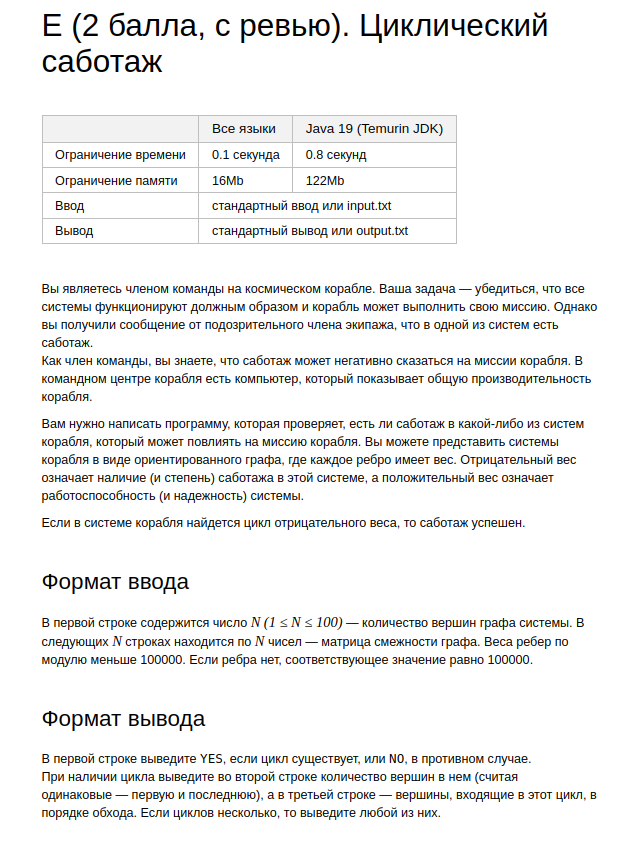 E (2 балла, с ревью). Циклический
саботаж
Все языки Java 19 (Temurin JDK)
Ограничение времени 0.1 секунда 0.8 секунд
Ограничение памяти 16Mb 122Mb
Ввод стандартный ввод или input.txt
Вывод стандартный вывод или output.txt
Вы являетесь членом команды на космическом корабле. Ваша задача — убедиться, что все
системы функционируют должным образом и корабль может выполнить свою миссию. Однако
вы получили сообщение от подозрительного члена экипажа, что в одной из систем есть
саботаж.
Как член команды, вы знаете, что саботаж может негативно сказаться на миссии корабля. В
командном центре корабля есть компьютер, который показывает общую производительность
корабля.
Вам нужно написать программу, которая проверяет, есть ли саботаж в какой-либо из систем
корабля, который может повлиять на миссию корабля. Вы можете представить системы
корабля в виде ориентированного графа, где каждое ребро имеет вес. Отрицательный вес
означает наличие (и степень) саботажа в этой системе, а положительный вес означает
работоспособность (и надежность) системы.
Если в системе корабля найдется цикл отрицательного веса, то саботаж успешен.
Формат ввода
В первой строке содержится число N (1 ≤ N ≤ 100) — количество вершин графа системы. В
следующих N строках находится по N чисел — матрица смежности графа. Веса ребер по
модулю меньше 100000. Если ребра нет, соответствующее значение равно 100000.
Формат вывода
В первой строке выведите YES, если цикл существует, или NO, в противном случае.
При наличии цикла выведите во второй строке количество вершин в нем (считая
одинаковые — первую и последнюю), а в третьей строке — вершины, входящие в этот цикл, в
порядке обхода. Если циклов несколько, то выведите любой из них.